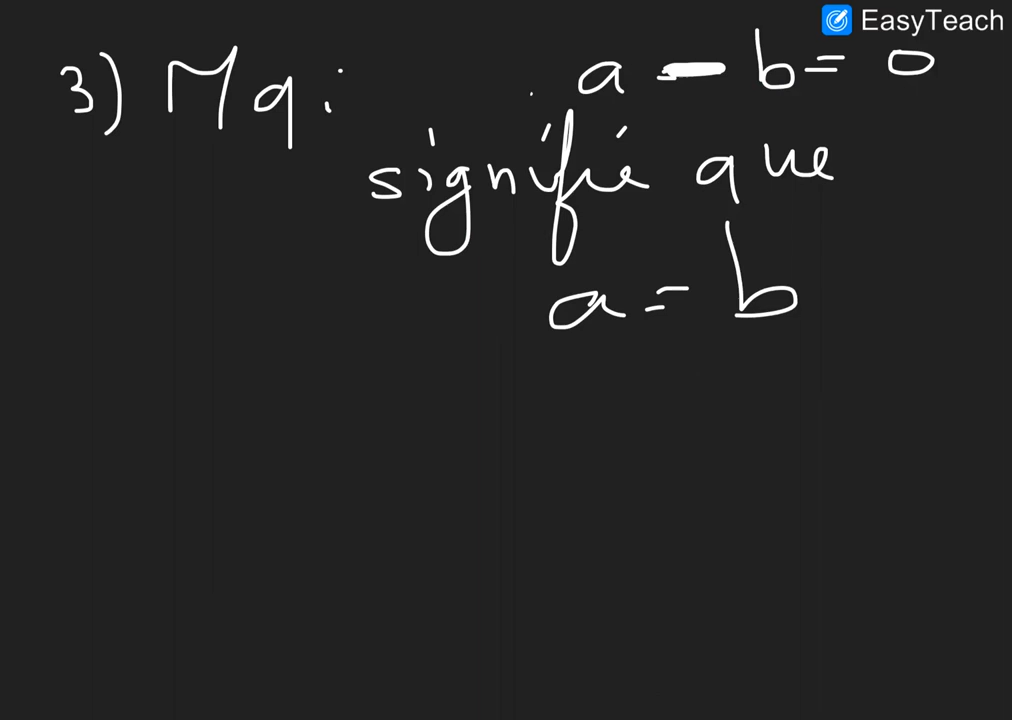 EasyTeach
3) Mq : a - b = 0
signifie que
a = b